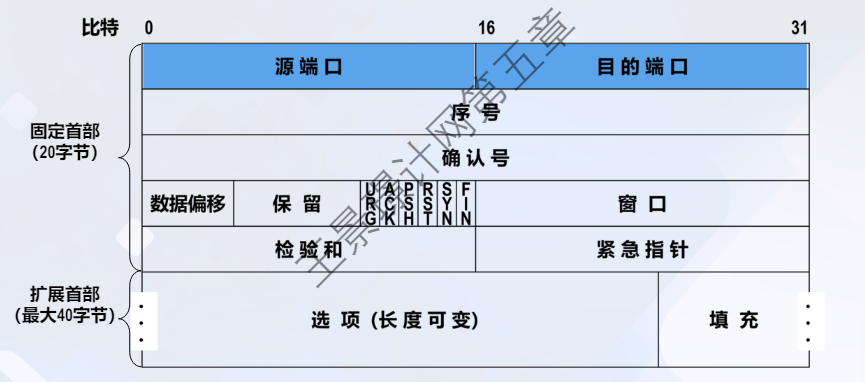 比特 0 16 31
源端口 目的端口
序号
固定首部
(20字节)
确认号
数据偏移 保留 URG ACK PSH RST SYN FIN 窗口
检验和 紧急指针
扩展首部
(最大40字节)
选项 (长度可变) 填充
王景景计网第五章